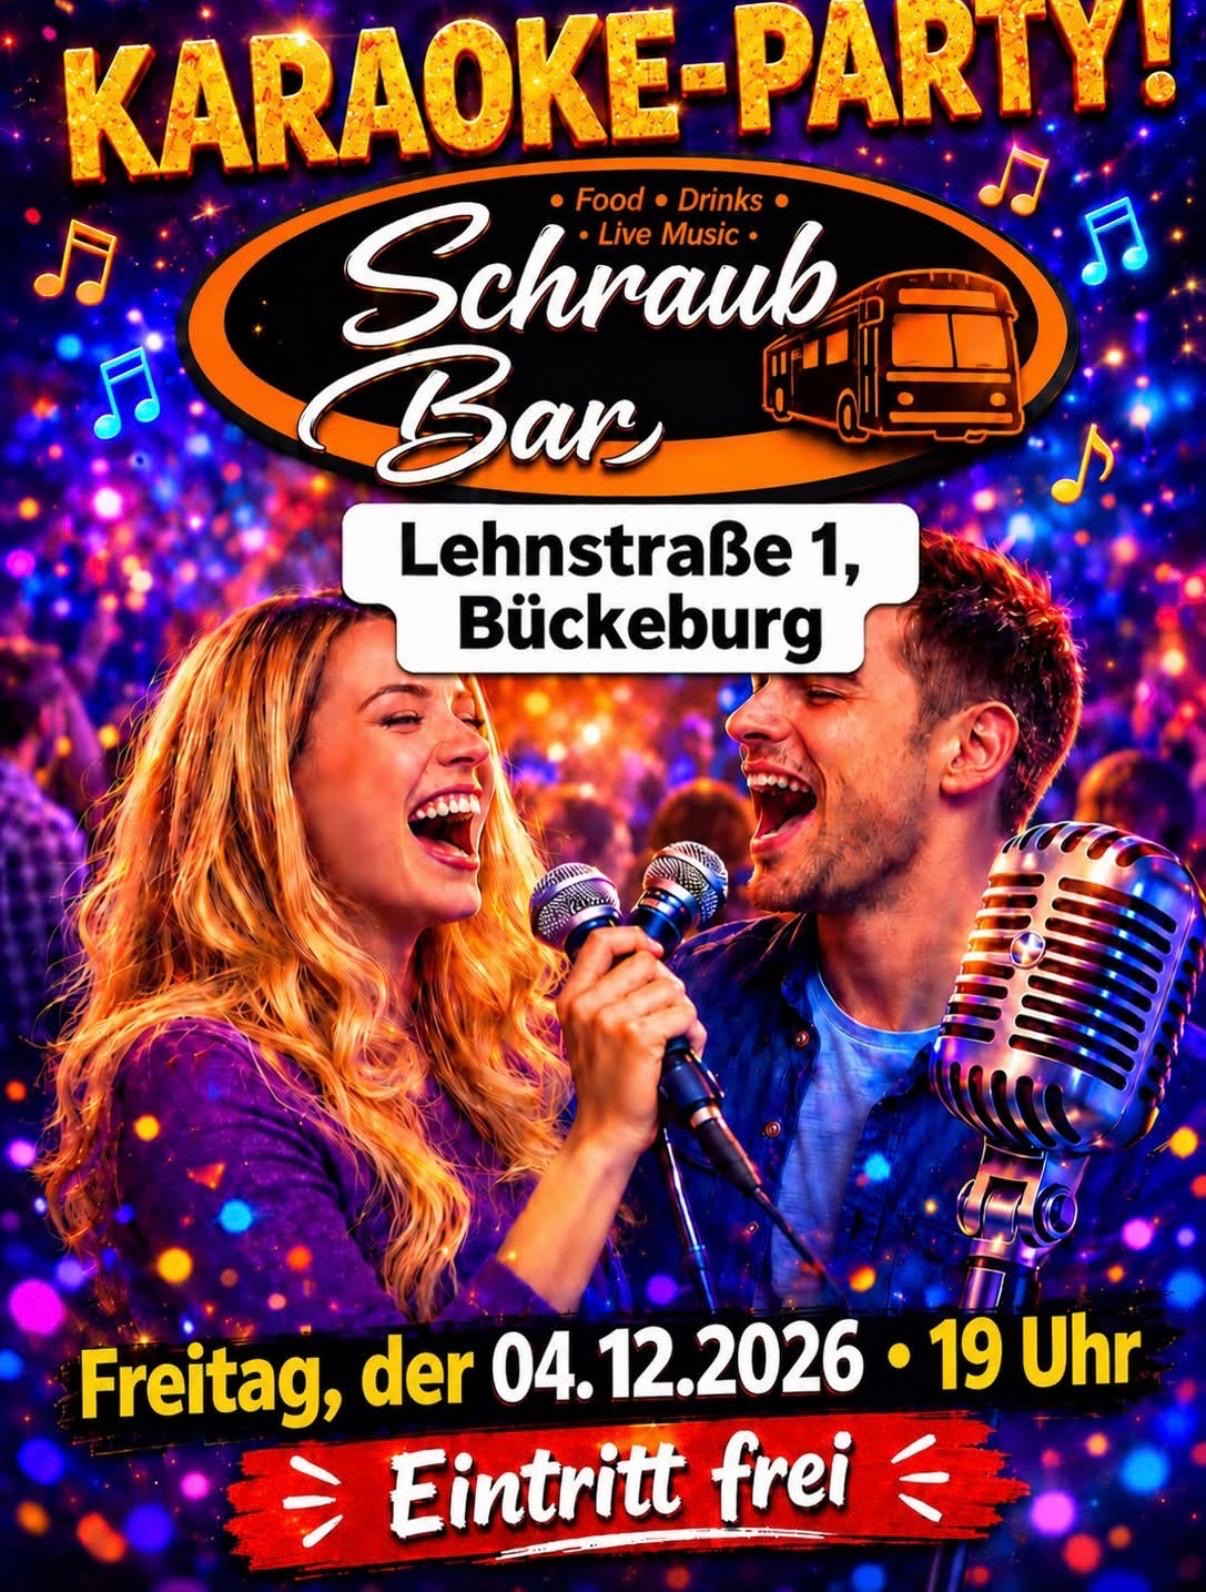 KARAOKE-PARTY!
• Food • Drinks •
• Live Music •
Schraub
Bar
Lehnstraße 1,
Bückeburg
Freitag, der 04.12.2026 • 19 Uhr
Eintritt frei